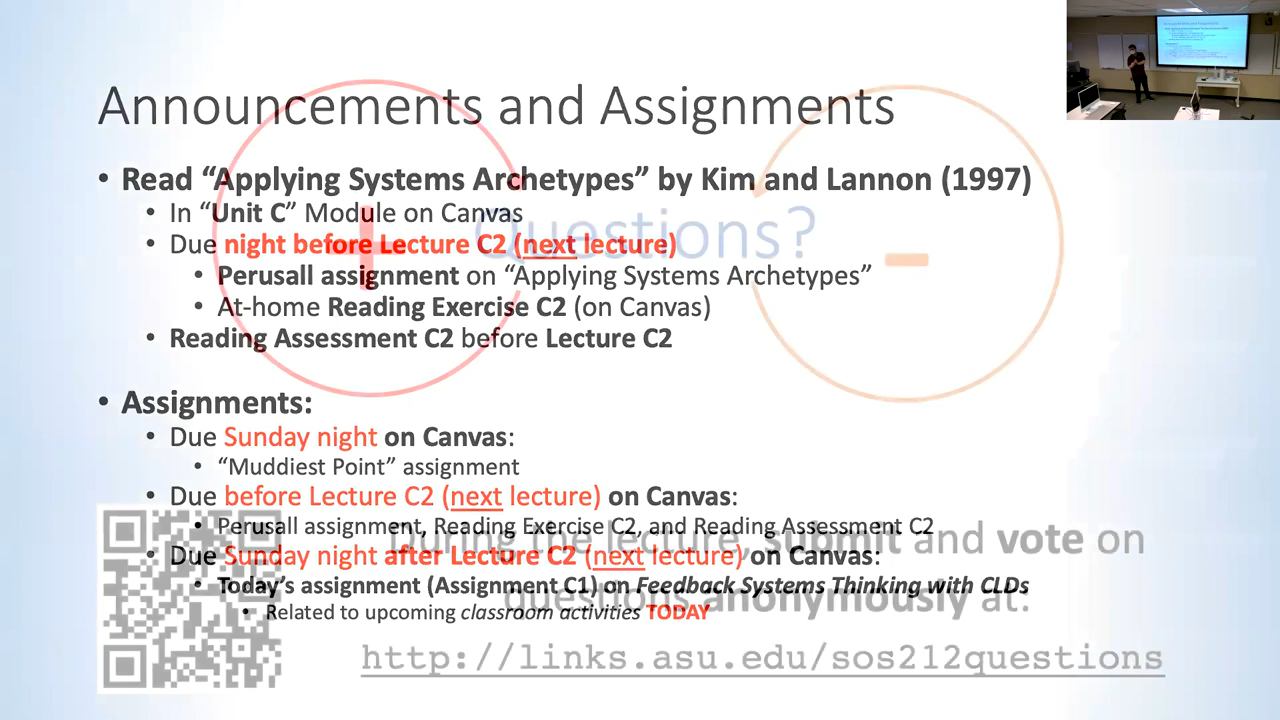 Announcements and Assignments
• Read “Applying Systems Archetypes” by Kim and Lannon (1997)
• In “Unit C” Module on Canvas
Questions?
+
-
• Due night before Lecture C2 (next lecture)
• Perusall assignment on “Applying Systems Archetypes”
• At-home Reading Exercise C2 (on Canvas)
• Reading Assessment C2 before Lecture C2
• Assignments:
• Due Sunday night on Canvas:
• “Muddiest Point” assignment
• Due before Lecture C2 (next lecture) on Canvas:
• Perusall assignment, Reading Exercise C2, and Reading Assessment C2
During the lecture, submit and vote on
• Due Sunday night after Lecture C2 (next lecture) on Canvas:
• Today’s assignment (Assignment C1) on Feedback Systems Thinking with CLDs
questions anonymously at:
• Related to upcoming classroom activities TODAY
http://links.asu.edu/sos212questions